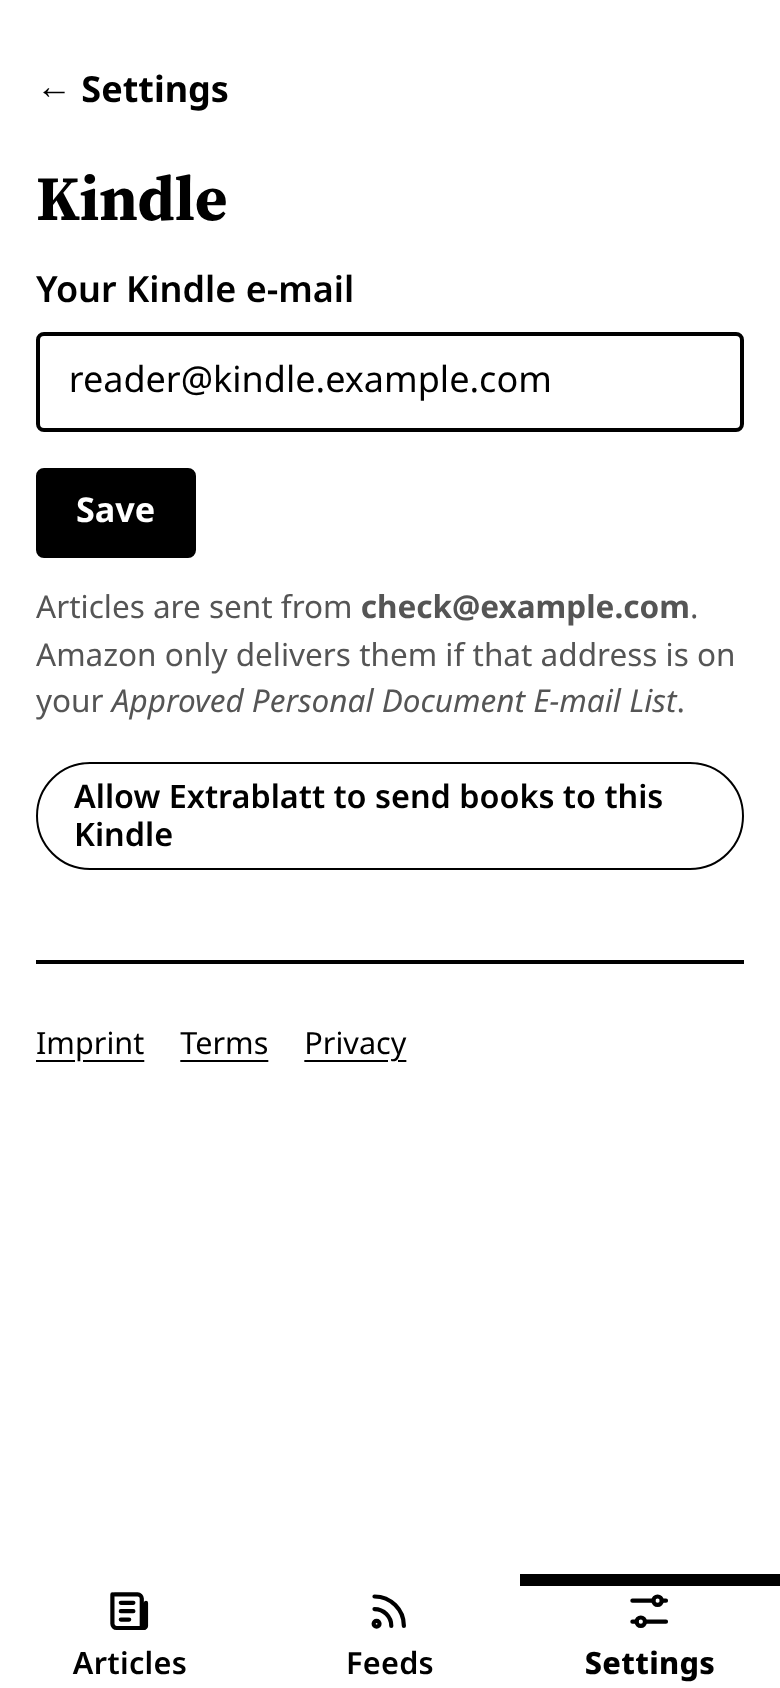 ← Settings
Kindle
Your Kindle e-mail
reader@kindle.example.com
Save
Articles are sent from check@example.com.
Amazon only delivers them if that address is on
your Approved Personal Document E-mail List.
Allow Extrablatt to send books to this
Kindle
Imprint Terms Privacy
Articles Feeds Settings